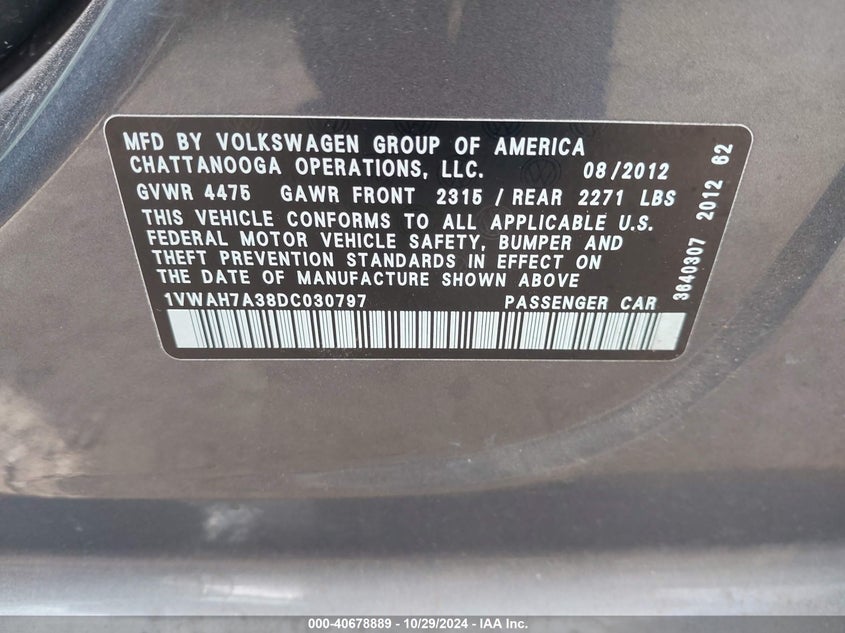 MFD BY VOLKSWAGEN GROUP OF AMERICA
CHATTANOOGA OPERATIONS, LLC. 08/2012
GVWR 4475 GAWR FRONT 2315 / REAR 2271 LBS
THIS VEHICLE CONFORMS TO ALL APPLICABLE U.S.
FEDERAL MOTOR VEHICLE SAFETY, BUMPER AND
THEFT PREVENTION STANDARDS IN EFFECT ON
THE DATE OF MANUFACTURE SHOWN ABOVE
1VWAH7A38DC030797 PASSENGER CAR
3640307 2012 62
000-40678889 - 10/29/2024 - IAA Inc.